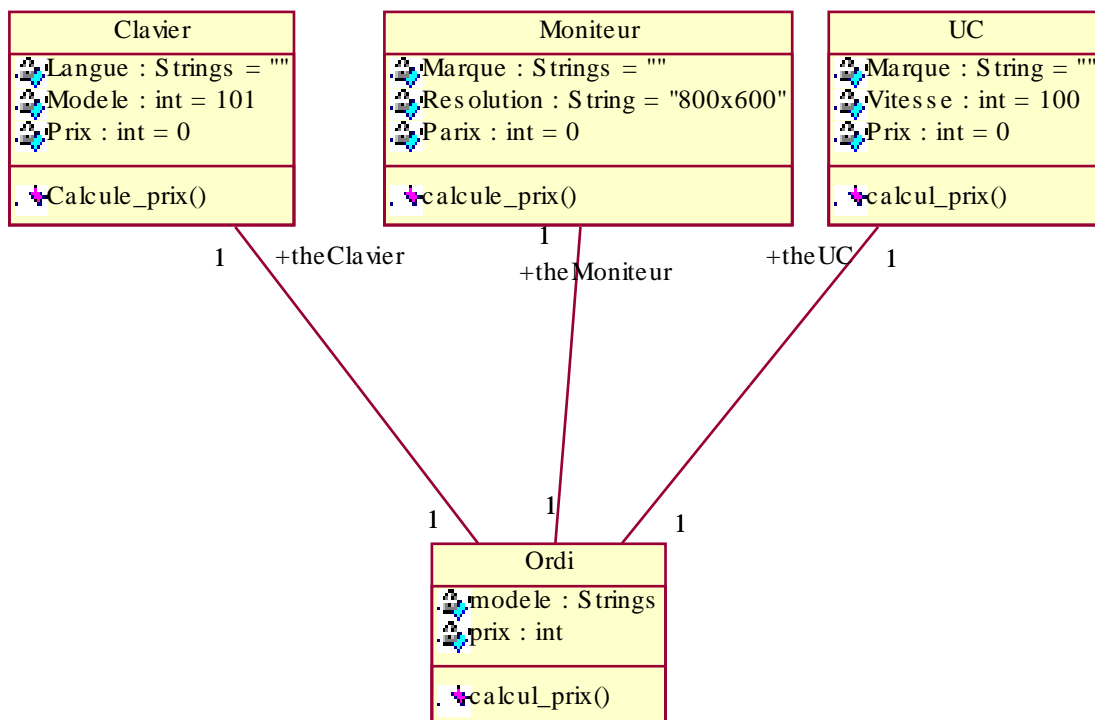 Clavier
Langue : Strings = ""
Modele : int = 101
Prix : int = 0
Calcule_prix()
Moniteur
Marque : Strings = ""
Resolution : String = "800x600"
Parix : int = 0
calcule_prix()
UC
Marque : String = ""
Vitesse : int = 100
Prix : int = 0
calcul_prix()
1
+theClavier
1
+theMoniteur
+theUC
1
1
1
1
Ordi
modele : Strings
prix : int
calcul_prix()